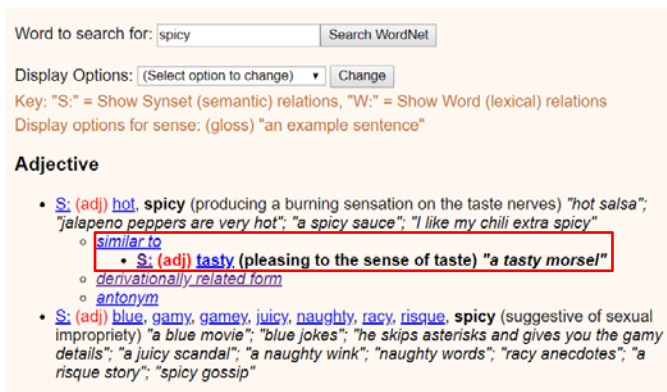 Word to search for: spicy Search WordNet
Display Options: (Select option to change) Change
Key: "S:" = Show Synset (semantic) relations, "W:" = Show Word (lexical) relations
Display options for sense: (gloss) "an example sentence"
Adjective
• S: (adj) hot, spicy (producing a burning sensation on the taste nerves) "hot salsa";
"jalapeno peppers are very hot"; "a spicy sauce"; "I like my chili extra spicy"
○ similar to
• S: (adj) tasty (pleasing to the sense of taste) "a tasty morsel"
○ derivationally related form
○ antonym
• S: (adj) blue, gamy, gamey, juicy, naughty, racy, risque, spicy (suggestive of sexual
impropriety) "a blue movie"; "blue jokes"; "he skips asterisks and gives you the gamy
details"; "a juicy scandal"; "a naughty wink"; "naughty words"; "racy anecdotes"; "a
risque story"; "spicy gossip"